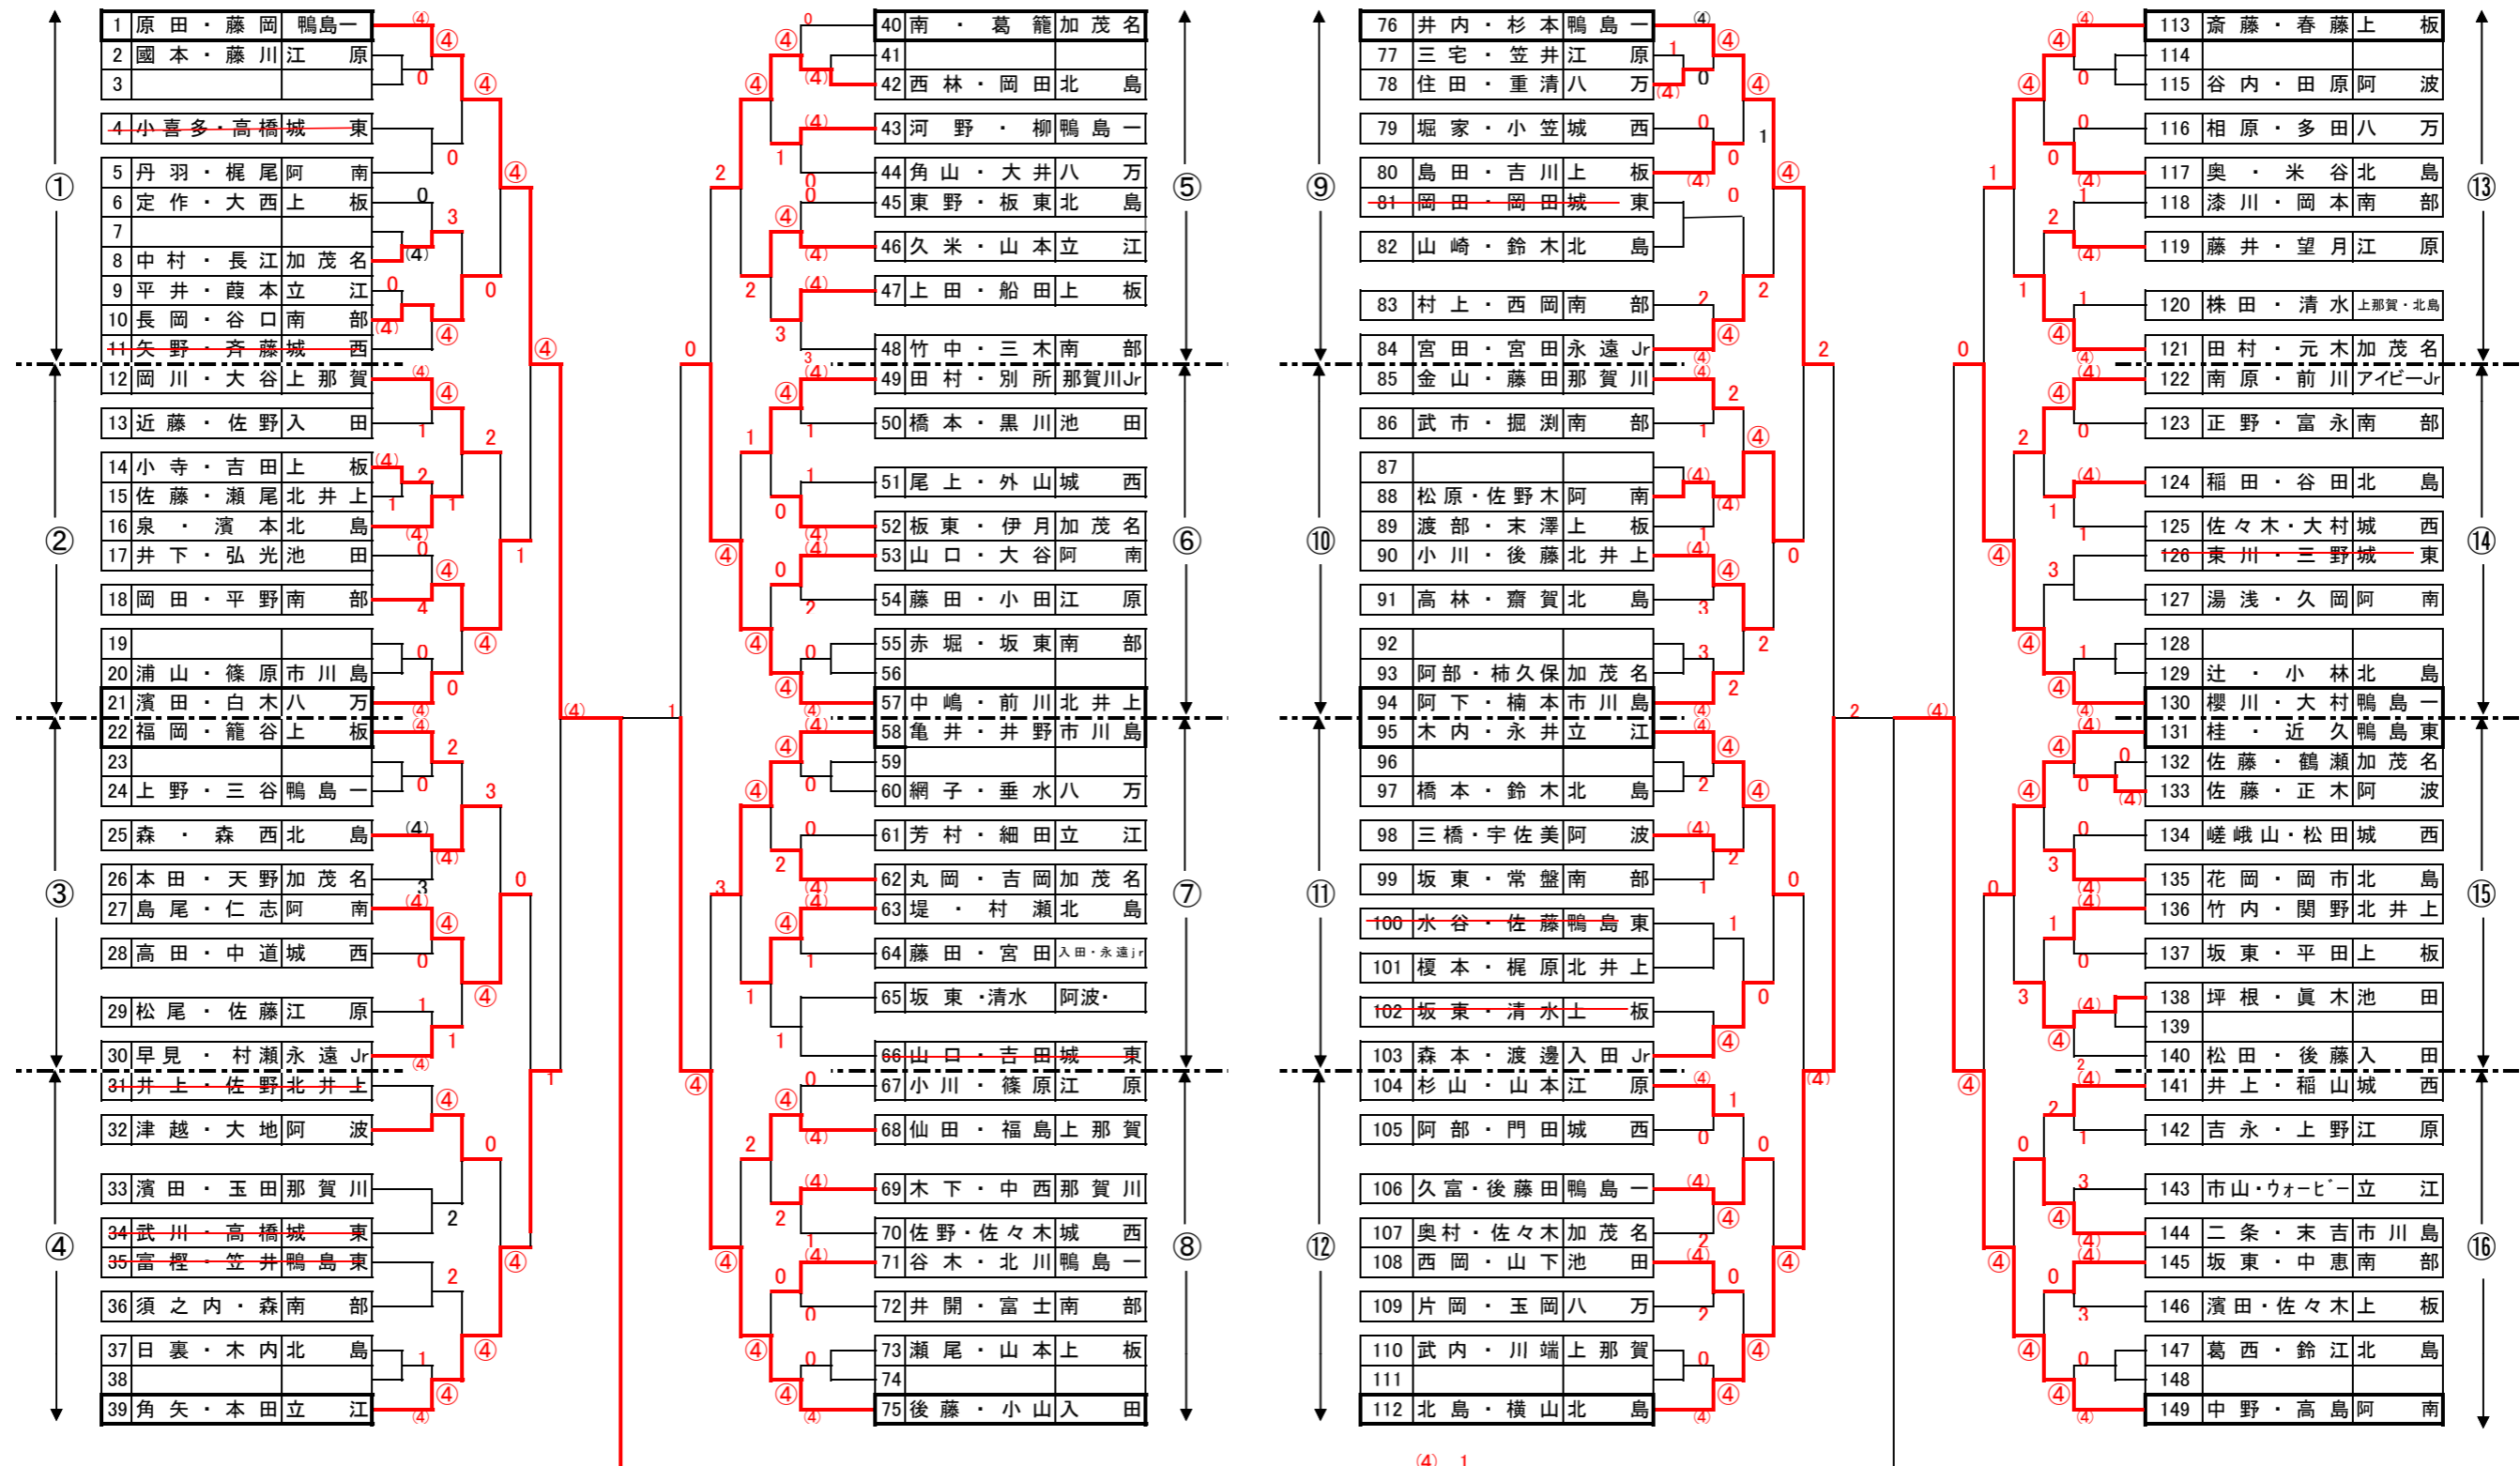 ①
1 原田・藤岡 鴨島一
2 國本・藤川 江原
3
4 小喜多・高橋 城東
5 丹羽・梶尾 阿南
6 定作・大西 上板
7
8 中村・長江 加茂名
9 平井・葭本 立江
10 長岡・谷口 南部
11 矢野・斉藤 城西
②
12 岡川・大谷 上那賀
13 近藤・佐野 入田
14 小寺・吉田 上板
15 佐藤・瀬尾 北井上
16 泉・濱本 北島
17 井下・弘光 池田
18 岡田・平野 南部
19
20 浦山・篠原 市川島
21 濱田・白木 八万
③
22 福岡・籠谷 上板
23
24 上野・三谷 鴨島一
25 森・森西 北島
26 本田・天野 加茂名
27 島尾・仁志 阿南
28 高田・中道 城西
29 松尾・佐藤 江原
30 早見・村瀬 永遠Jr
④
31 井上・佐野 北井上
32 津越・大地 阿波
33 濱田・玉田 那賀川
34 武川・高橋 城東
35 富樫・笠井 鴨島東
36 須之内・森 南部
37 日裏・木内 北島
38
39 角矢・本田 立江
⑤
40 南・葛籠 加茂名
41
42 西林・岡田 北島
43 河野・柳 鴨島一
44 角山・大井 八万
45 東野・板東 北島
46 久米・山本 立江
47 上田・船田 上板
48 竹中・三木 南部
⑥
49 田村・別所 那賀川Jr
50 橋本・黒川 池田
51 尾上・外山 城西
52 板東・伊月 加茂名
53 山口・大谷 阿南
54 藤田・小田 江原
55 赤堀・坂東 南部
56
57 中嶋・前川 北井上
⑦
58 亀井・井野 市川島
59
60 網子・垂水 八万
61 芳村・細田 立江
62 丸岡・吉岡 加茂名
63 堤・村瀬 北島
64 藤田・宮田 入田・永遠jr
65 坂東・清水 阿波・
66 山口・吉田 城東
⑧
67 小川・篠原 江原
68 仙田・福島 上那賀
69 木下・中西 那賀川
70 佐野・佐々木 城西
71 谷木・北川 鴨島一
72 井開・富士 南部
73 瀬尾・山本 上板
74
75 後藤・小山 入田
⑨
76 井内・杉本 鴨島一
77 三宅・笠井 江原
78 住田・重清 八万
79 堀家・小笠 城西
80 島田・吉川 上板
81 岡田・岡田 城東
82 山崎・鈴木 北島
83 村上・西岡 南部
84 宮田・宮田 永遠Jr
⑩
85 金山・藤田 那賀川
86 武市・掘渕 南部
87
88 松原・佐野木 阿南
89 渡部・末澤 上板
90 小川・後藤 北井上
91 高林・齋賀 北島
92
93 阿部・柿久保 加茂名
94 阿下・楠本 市川島
⑪
95 木内・永井 立江
96
97 橋本・鈴木 北島
98 三橋・宇佐美 阿波
99 坂東・常盤 南部
100 水谷・佐藤 鴨島東
101 榎本・梶原 北井上
102 坂東・清水 上板
103 森本・渡邊 入田Jr
⑫
104 杉山・山本 江原
105 阿部・門田 城西
106 久富・後藤田 鴨島一
107 奥村・佐々木 加茂名
108 西岡・山下 池田
109 片岡・玉岡 八万
110 武内・川端 上那賀
111
112 北島・横山 北島
⑬
113 斎藤・春藤 上板
114
115 谷内・田原 阿波
116 相原・多田 八万
117 奥・米谷 北島
118 漆川・岡本 南部
119 藤井・望月 江原
120 株田・清水 上那賀・北島
121 田村・元木 加茂名
⑭
122 南原・前川 アイビーJr
123 正野・富永 南部
124 稲田・谷田 北島
125 佐々木・大村 城西
126 東川・三野 城東
127 湯浅・久岡 阿南
128
129 辻・小林 北島
130 櫻川・大村 鴨島一
⑮
131 桂・近久 鴨島東
132 佐藤・鶴瀬 加茂名
133 佐藤・正木 阿波
134 嵯峨山・松田 城西
135 花岡・岡市 北島
136 竹内・関野 北井上
137 坂東・平田 上板
138 坪根・眞木 池田
139
140 松田・後藤 入田
⑯
141 井上・稲山 城西
142 吉永・上野 江原
143 市山・ウォービー 立江
144 二条・末吉 市川島
145 坂東・中恵 南部
146 濱田・佐々木 上板
147 葛西・鈴江 北島
148
149 中野・高島 阿南
(4) 1